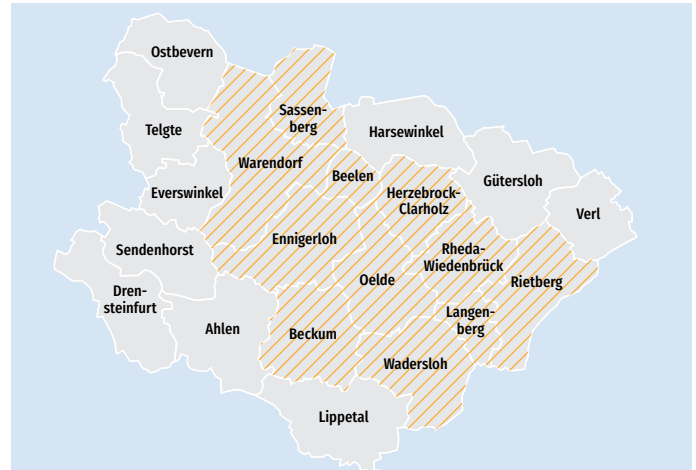 Ostbevern
Sassen-
berg
Telgte
Harsewinkel
Warendorf
Beelen
Gütersloh
Everswinkel
Herzebrock-
Clarholz
Verl
Ennigerloh
Sendenhorst
Rheda-
Wiedenbrück
Oelde
Rietberg
Dren-
steinfurt
Langen-
berg
Ahlen
Beckum
Wadersloh
Lippetal